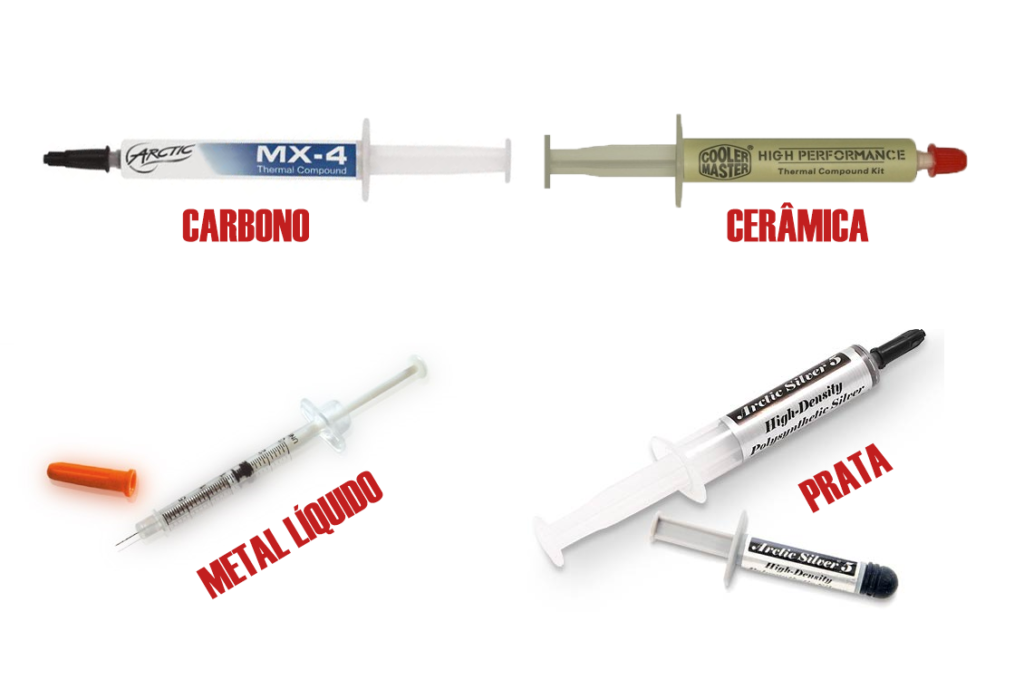 ARCTIC
MX-4
Thermal Compound
CARBONO
COOLER
MASTER
HIGH PERFORMANCE
Thermal Compound Kit
CERÂMICA
METAL LÍQUIDO
Arctic Silver 5
High-Density
Polysynthetic Silver
PRATA
Arctic Silver 5
High-Density